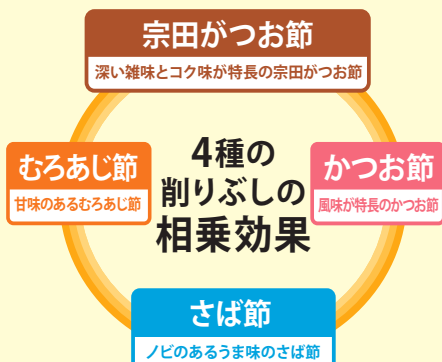 宗田がつお節
深い雑味とコク味が特長の宗田がつお節
むろあじ節
甘味のあるむろあじ節
4種の
削りぶしの
相乗効果
かつお節
風味が特長のかつお節
さば節
ノビのあるうま味のさば節